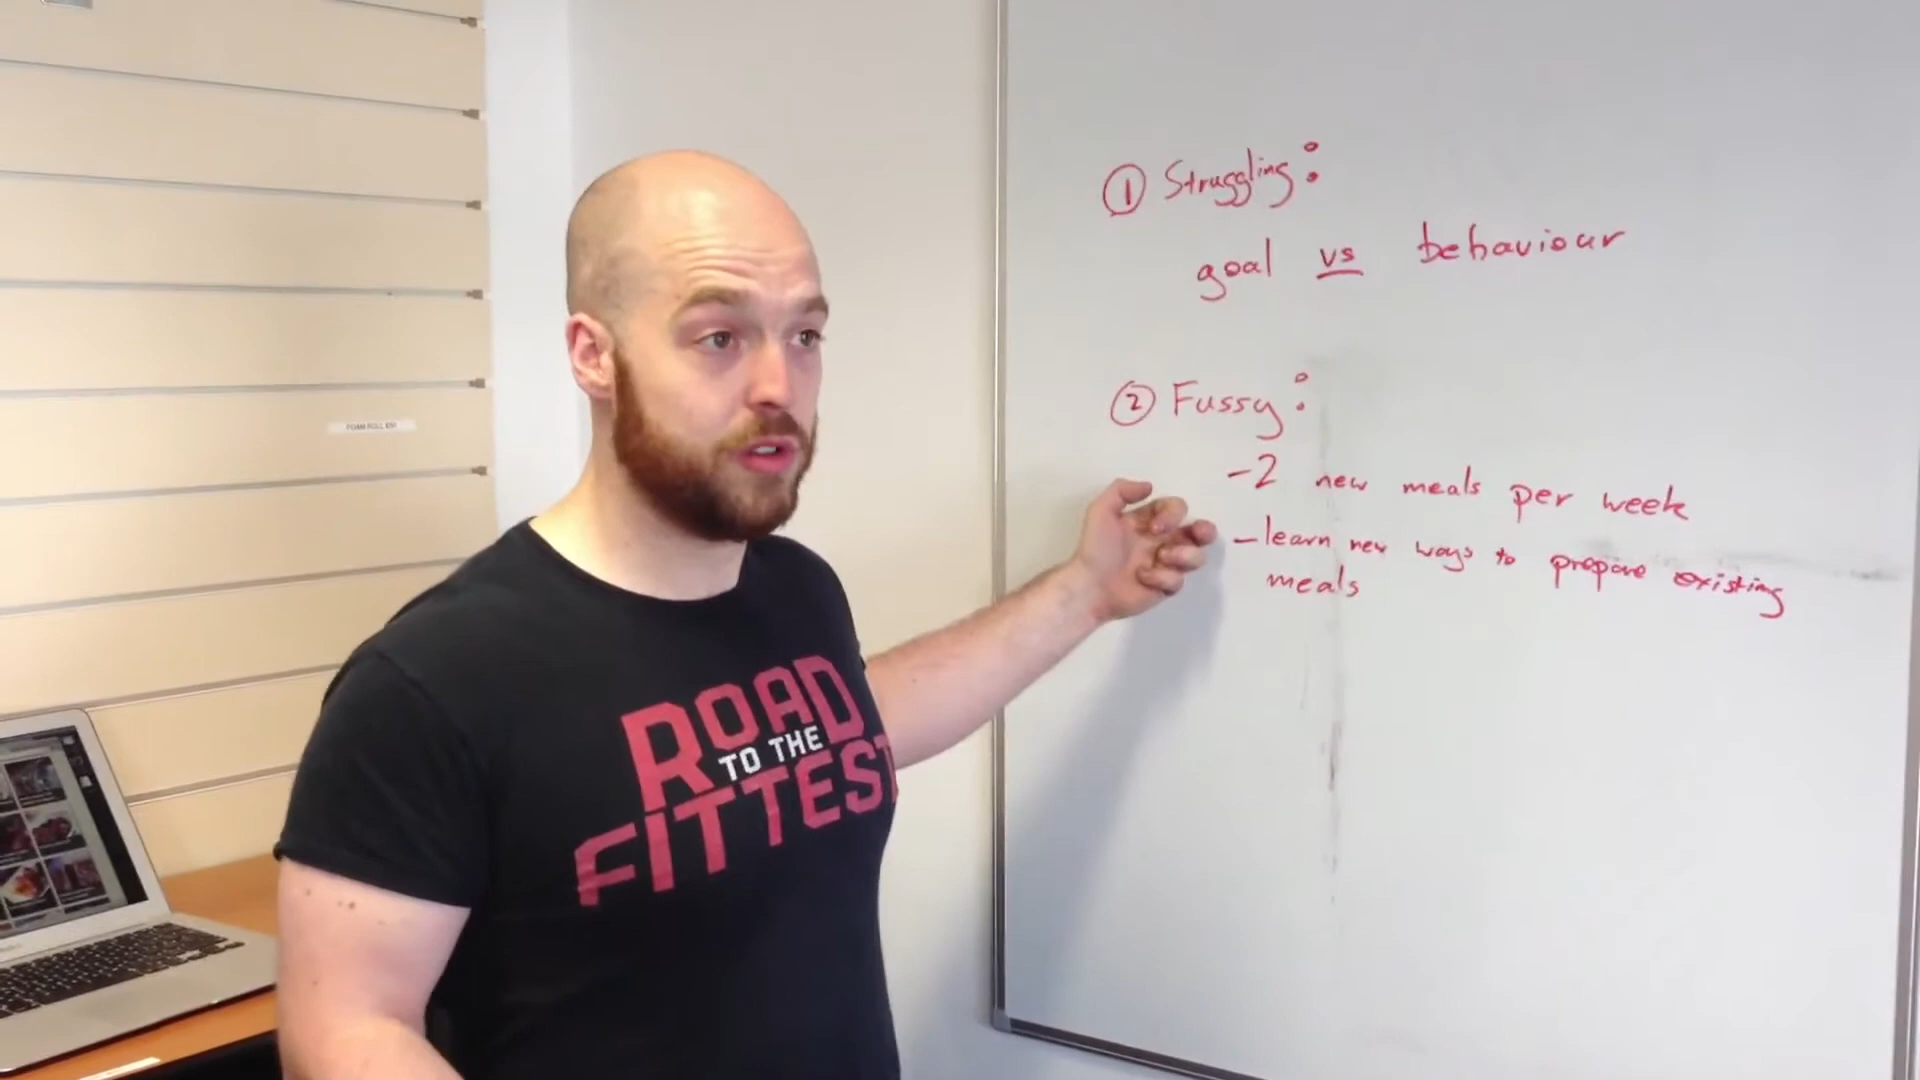 ① Struggling:
goal vs behaviour
② Fussy:
- 2 new meals per week
- learn new ways to prepare existing
meals
ROAD
TO THE
FITTEST